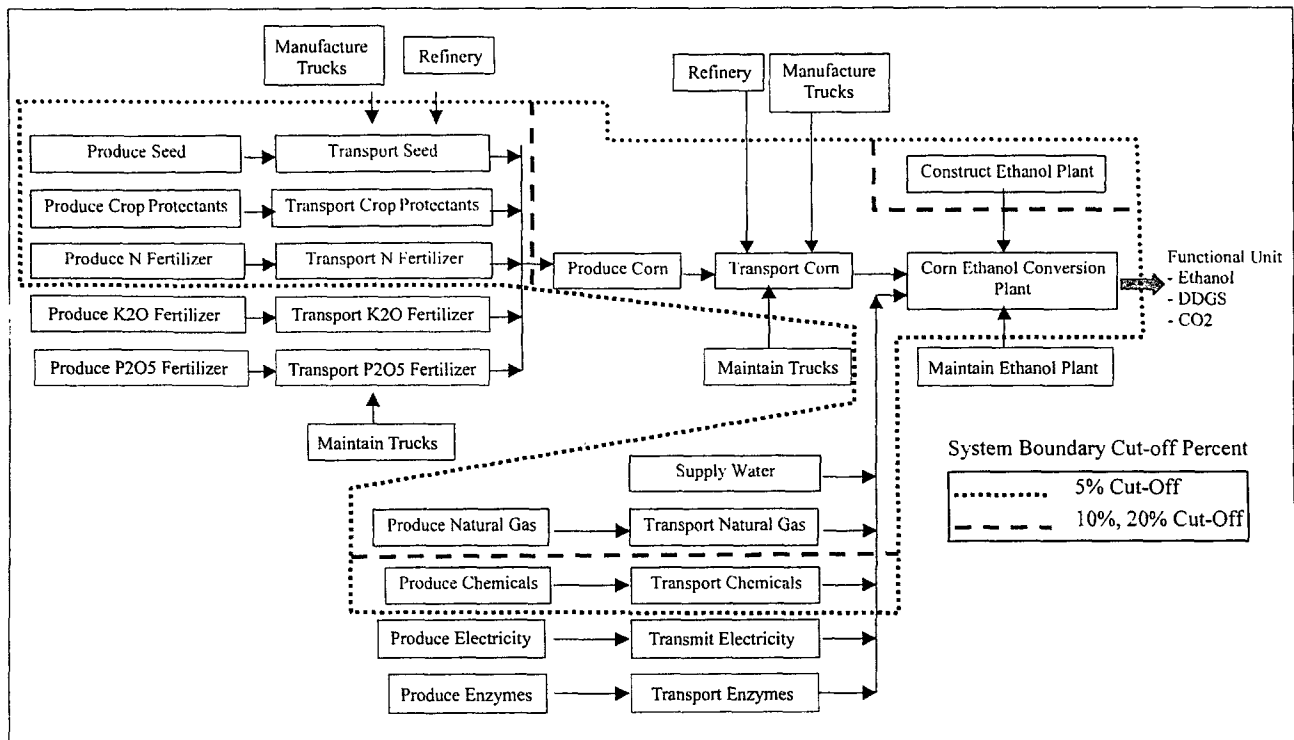 Manufacture
Trucks
Refinery
Refinery
Manufacture
Trucks
Produce Seed
Transport Seed
Construct Ethanol Plant
Produce Crop Protectants
Transport Crop Protectants
Produce N Fertilizer
Transport N Fertilizer
Produce Corn
Transport Corn
Corn Ethanol Conversion
Plant
Functional Unit
- Ethanol
- DDGS
- CO2
Produce K2O Fertilizer
Transport K2O Fertilizer
Produce P2O5 Fertilizer
Transport P2O5 Fertilizer
Maintain Trucks
Maintain Ethanol Plant
Maintain Trucks
System Boundary Cut-off Percent
5% Cut-Off
10%, 20% Cut-Off
Supply Water
Produce Natural Gas
Transport Natural Gas
Produce Chemicals
Transport Chemicals
Produce Electricity
Transmit Electricity
Produce Enzymes
Transport Enzymes